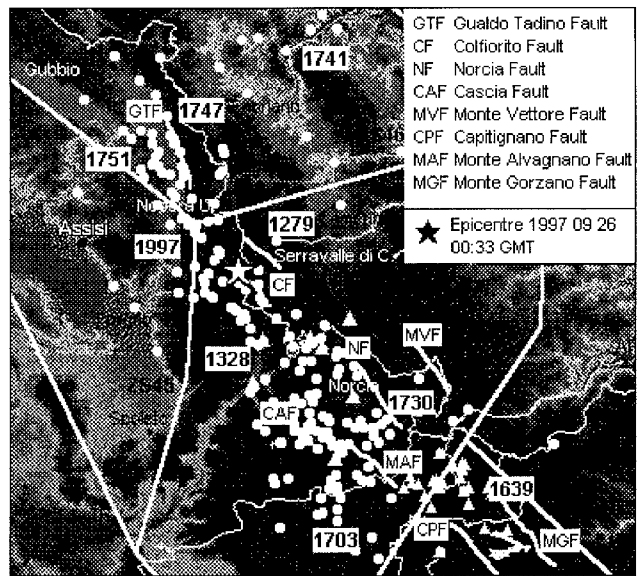 GTF Gualdo Tadino Fault
CF Colfiorito Fault
NF Norcia Fault
CAF Cascia Fault
MVF Monte Vettore Fault
CPF Capitignano Fault
MAF Monte Alvagnano Fault
MGF Monte Gorzano Fault
Epicentre 1997 09 26
00:33 GMT
1741
Gubbio
GTF
1747
1751
1279
Assisi
1997
Serravalle di C.
CF
MVF
1328
NF
Norcia
CAF
1730
MAF
1639
CPF
1703
MGF